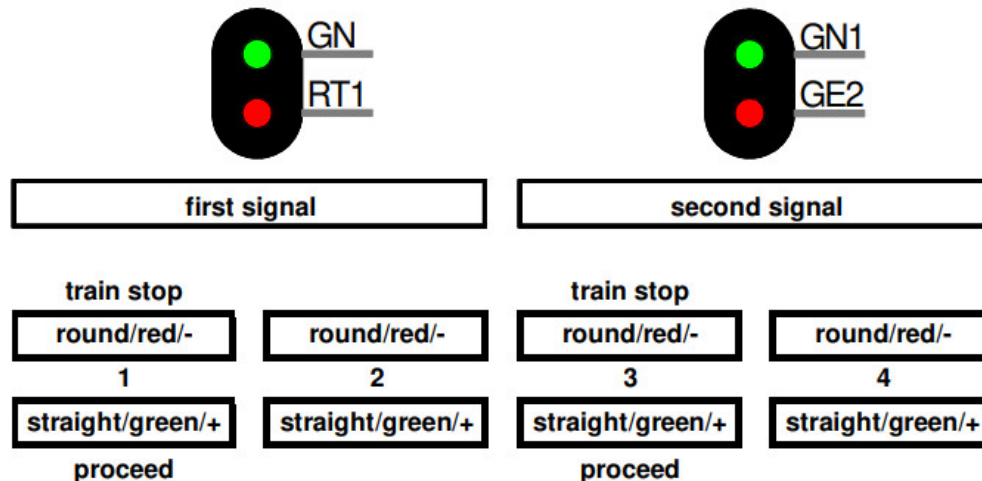 GN GN1
RT1 GE2
first signal second signal
train stop train stop
round/red/- round/red/- round/red/- round/red/-
1 2 3 4
straight/green/+ straight/green/+ straight/green/+ straight/green/+
proceed proceed